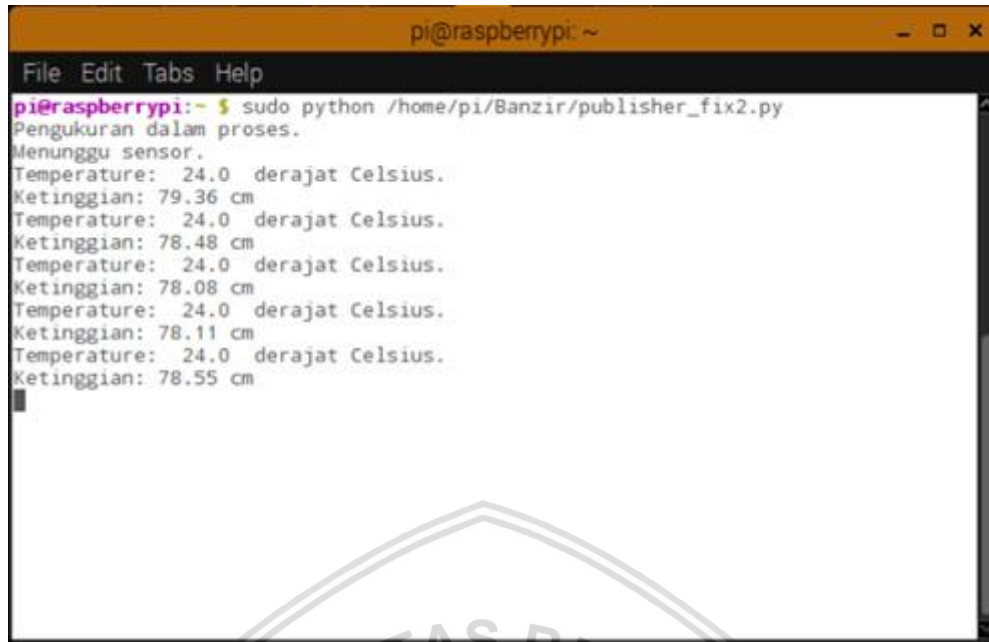 pi@raspberrypi: ~
File Edit Tabs Help
pi@raspberrypi:~ $ sudo python /home/pi/Banzir/publisher_fix2.py
Pengukuran dalam proses.
Menunggu sensor.
Temperature:  24.0  derajat Celsius.
Ketinggian: 79.36 cm
Temperature:  24.0  derajat Celsius.
Ketinggian: 78.48 cm
Temperature:  24.0  derajat Celsius.
Ketinggian: 78.08 cm
Temperature:  24.0  derajat Celsius.
Ketinggian: 78.11 cm
Temperature:  24.0  derajat Celsius.
Ketinggian: 78.55 cm